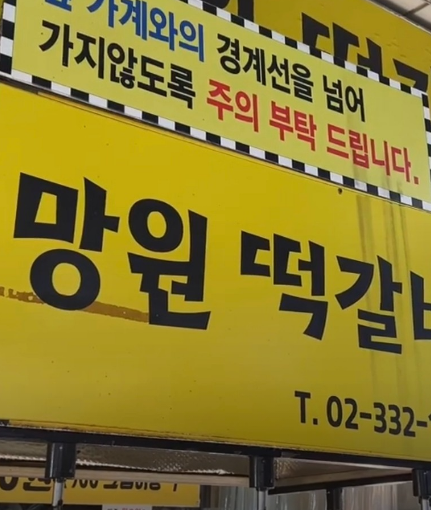 가게와의 경계선을 넘어
가지않도록 주의 부탁 드립니다.
망원 떡갈
T. 02-332-